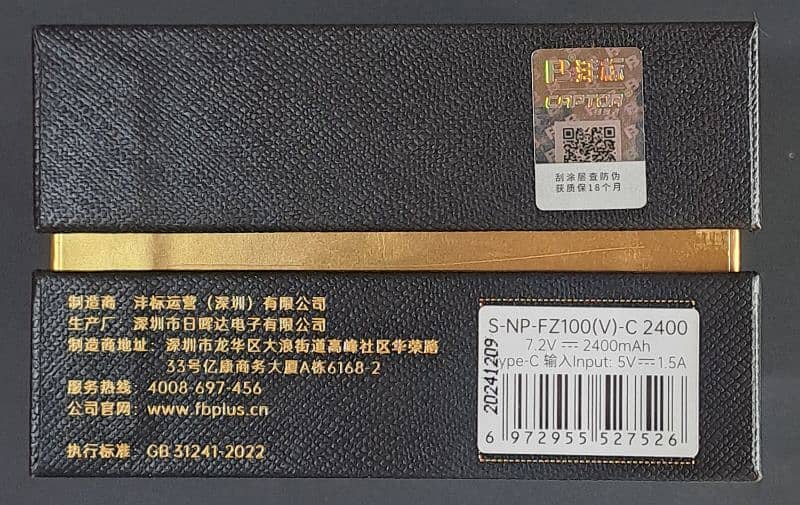 沣标
CAPTOR
刮涂层查防伪
获质保18个月
制造商 沣标运营（深圳）有限公司
生产厂：深圳市日晖达电子有限公司
制造商地址：深圳市龙华区大浪街道高峰社区华荣路
33号亿康商务大厦A栋6168-2
服务热线：4008-697-456
公司官网：www.fbplus.cn
执行标准：GB 31241-2022
S-NP-FZ100(V)-C 2400
7.2V⎓2400mAh
ype-C 输入Input: 5V⎓1.5A
20241209
6 972955 527526